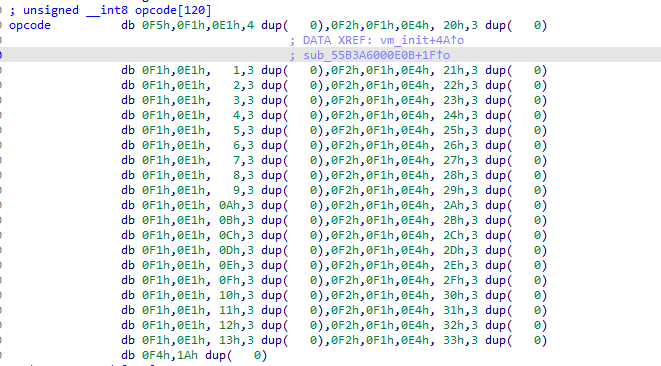 ; unsigned __int8 opcode[120]
opcode db 0F5h,0F1h,0E1h,4 dup( 0),0F2h,0F1h,0E4h, 20h,3 dup( 0)
; DATA XREF: vm_init+4A↑o
; sub_55B3A6000E0B+1F↑o
db 0F1h,0E1h, 1,3 dup( 0),0F2h,0F1h,0E4h, 21h,3 dup( 0)
db 0F1h,0E1h, 2,3 dup( 0),0F2h,0F1h,0E4h, 22h,3 dup( 0)
db 0F1h,0E1h, 3,3 dup( 0),0F2h,0F1h,0E4h, 23h,3 dup( 0)
db 0F1h,0E1h, 4,3 dup( 0),0F2h,0F1h,0E4h, 24h,3 dup( 0)
db 0F1h,0E1h, 5,3 dup( 0),0F2h,0F1h,0E4h, 25h,3 dup( 0)
db 0F1h,0E1h, 6,3 dup( 0),0F2h,0F1h,0E4h, 26h,3 dup( 0)
db 0F1h,0E1h, 7,3 dup( 0),0F2h,0F1h,0E4h, 27h,3 dup( 0)
db 0F1h,0E1h, 8,3 dup( 0),0F2h,0F1h,0E4h, 28h,3 dup( 0)
db 0F1h,0E1h, 9,3 dup( 0),0F2h,0F1h,0E4h, 29h,3 dup( 0)
db 0F1h,0E1h, 0Ah,3 dup( 0),0F2h,0F1h,0E4h, 2Ah,3 dup( 0)
db 0F1h,0E1h, 0Bh,3 dup( 0),0F2h,0F1h,0E4h, 2Bh,3 dup( 0)
db 0F1h,0E1h, 0Ch,3 dup( 0),0F2h,0F1h,0E4h, 2Ch,3 dup( 0)
db 0F1h,0E1h, 0Dh,3 dup( 0),0F2h,0F1h,0E4h, 2Dh,3 dup( 0)
db 0F1h,0E1h, 0Eh,3 dup( 0),0F2h,0F1h,0E4h, 2Eh,3 dup( 0)
db 0F1h,0E1h, 0Fh,3 dup( 0),0F2h,0F1h,0E4h, 2Fh,3 dup( 0)
db 0F1h,0E1h, 10h,3 dup( 0),0F2h,0F1h,0E4h, 30h,3 dup( 0)
db 0F1h,0E1h, 11h,3 dup( 0),0F2h,0F1h,0E4h, 31h,3 dup( 0)
db 0F1h,0E1h, 12h,3 dup( 0),0F2h,0F1h,0E4h, 32h,3 dup( 0)
db 0F1h,0E1h, 13h,3 dup( 0),0F2h,0F1h,0E4h, 33h,3 dup( 0)
db 0F4h,1Ah dup( 0)